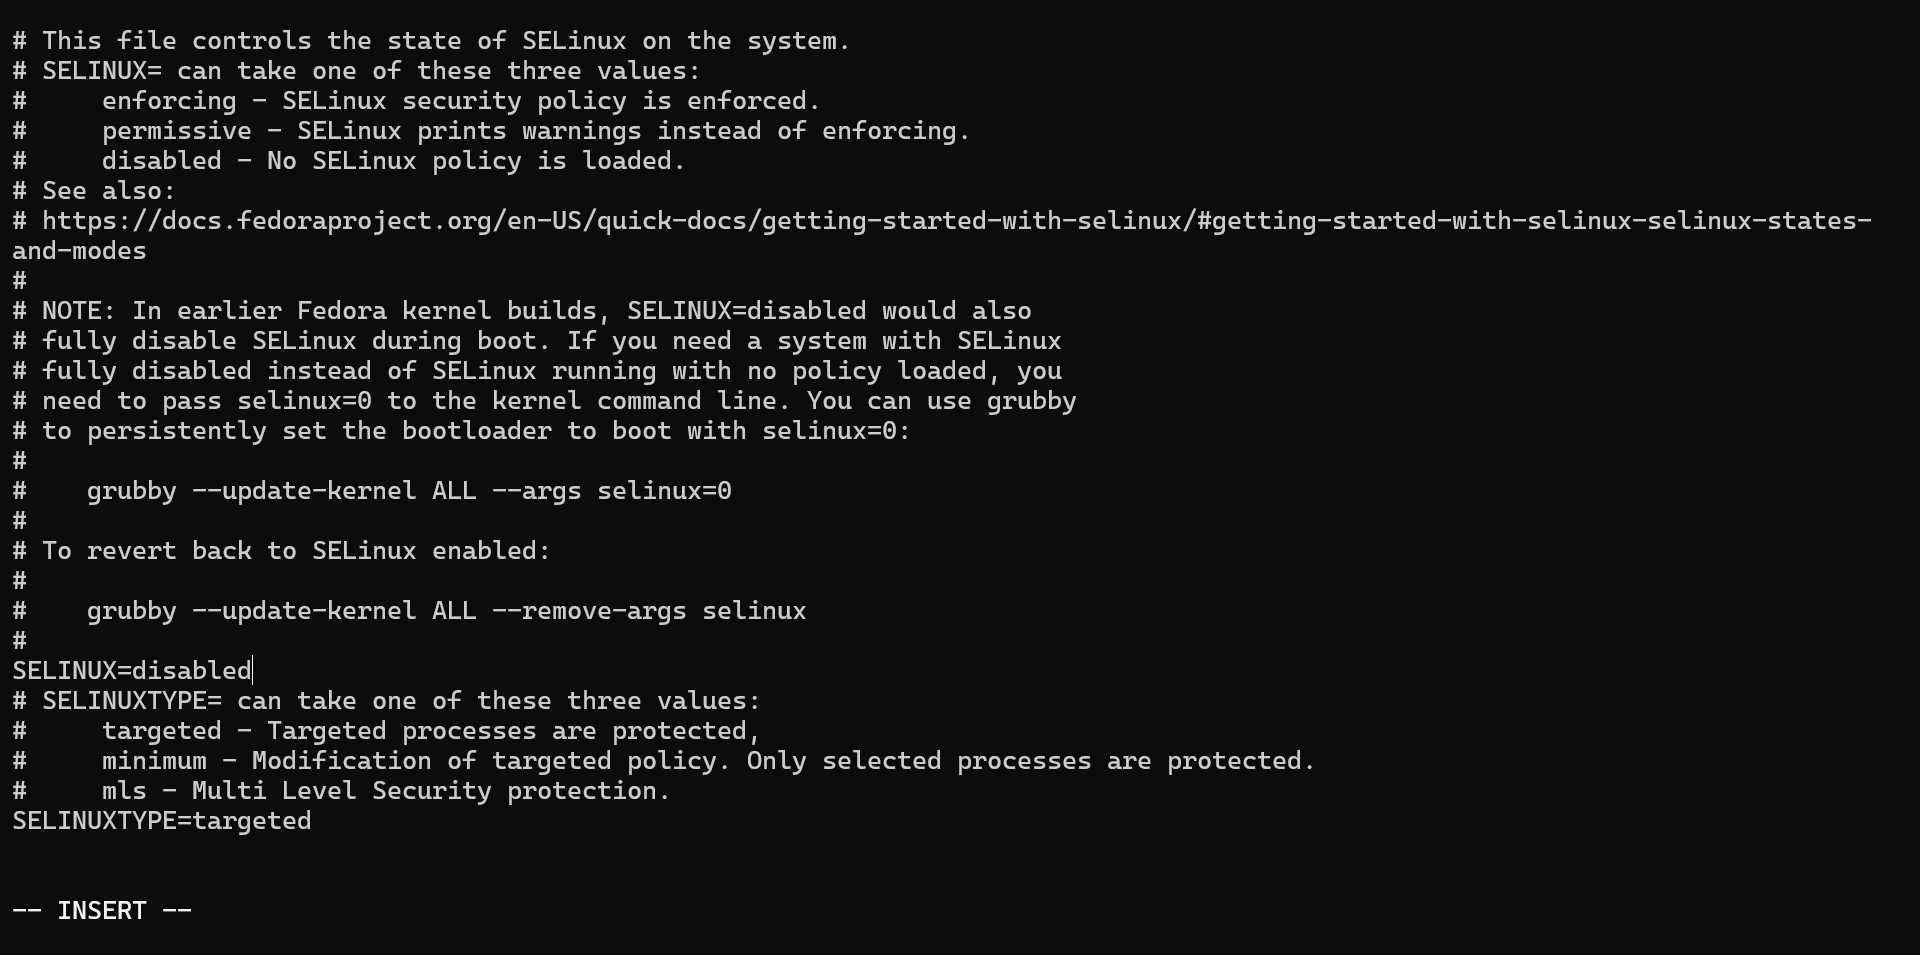 # This file controls the state of SELinux on the system.
# SELINUX= can take one of these three values:
#     enforcing - SELinux security policy is enforced.
#     permissive - SELinux prints warnings instead of enforcing.
#     disabled - No SELinux policy is loaded.
# See also:
# https://docs.fedoraproject.org/en-US/quick-docs/getting-started-with-selinux/#getting-started-with-selinux-selinux-states-
and-modes
#
# NOTE: In earlier Fedora kernel builds, SELINUX=disabled would also
# fully disable SELinux during boot. If you need a system with SELinux
# fully disabled instead of SELinux running with no policy loaded, you
# need to pass selinux=0 to the kernel command line. You can use grubby
# to persistently set the bootloader to boot with selinux=0:
#
#    grubby --update-kernel ALL --args selinux=0
#
# To revert back to SELinux enabled:
#
#    grubby --update-kernel ALL --remove-args selinux
#
SELINUX=disabled
# SELINUXTYPE= can take one of these three values:
#     targeted - Targeted processes are protected,
#     minimum - Modification of targeted policy. Only selected processes are protected.
#     mls - Multi Level Security protection.
SELINUXTYPE=targeted
-- INSERT --